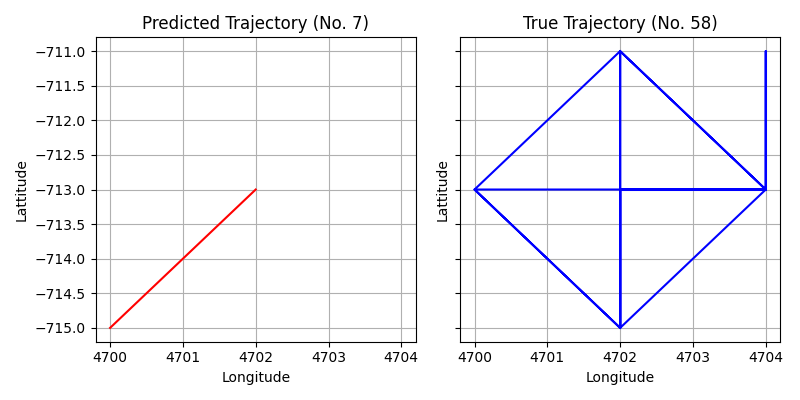 Predicted Trajectory (No. 7)
True Trajectory (No. 58)
Lattitude
−711.0
−711.5
−712.0
−712.5
−713.0
−713.5
−714.0
−714.5
−715.0
4700 4701 4702 4703 4704
Longitude
Lattitude
4700 4701 4702 4703 4704
Longitude